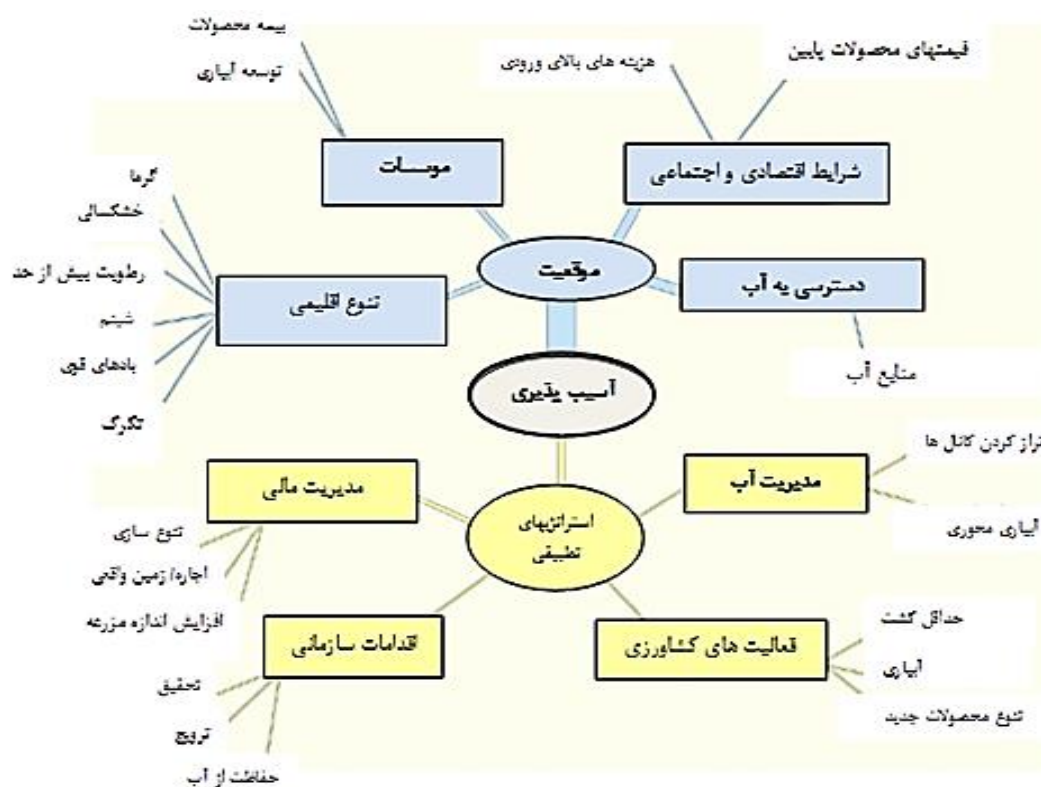 بیمه محصولات
توسعه آبیاری
هزینه های بالای ورودی
قیمتهای محصولات پایین
موسسات
شرایط اقتصادی و اجتماعی
گرما
خشکسالی
رطوبت بیش از حد
شبنم
بادهای قوی
تگرگ
تنوع اقلیمی
موقعیت
دسترسی به آب
منابع آب
آسیب پذیری
مدیریت مالی
تنوع سازی
اجاره/ زمین واقعی
افزایش اندازه مزرعه
استراتژیهای
تطبیقی
مدیریت آب
تراز کردن کانال ها
آبیاری محوری
اقدامات سازمانی
تحقیق
ترویج
حفاظت از آب
فعالیت های کشاورزی
حداقل کشت
آبیاری
تنوع محصولات جدید